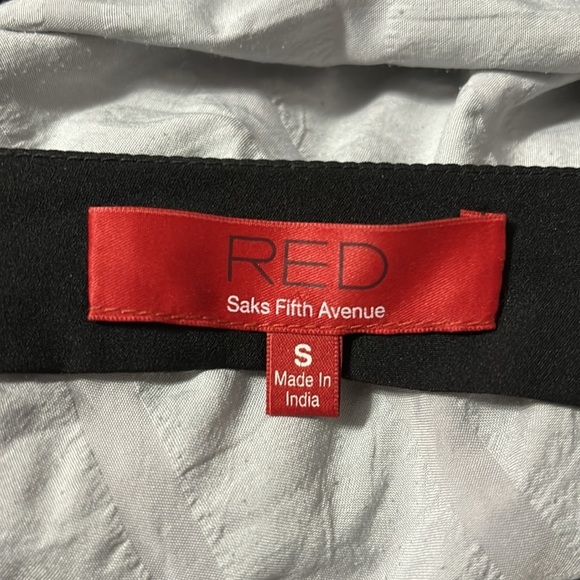 RED
Saks Fifth Avenue
S
Made In
India